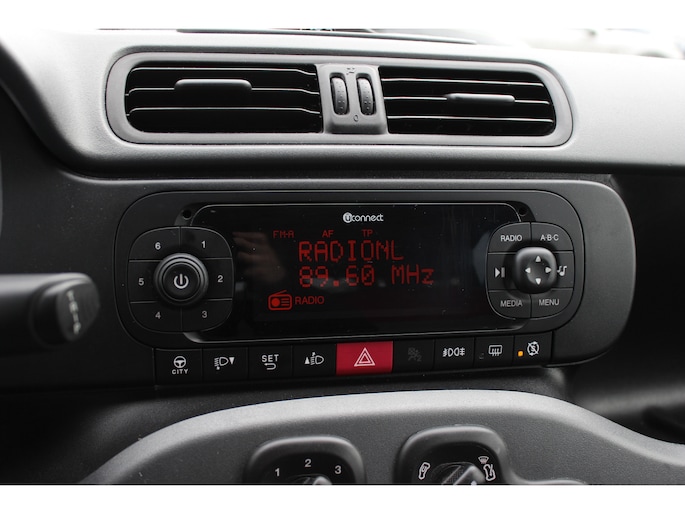 uconnect
FM-A AF TP
RADIONL
89.60 MHz
RADIO
6 1
5 2
4 3
RADIO A·B·C
MEDIA MENU
CITY
SET
1 2 3